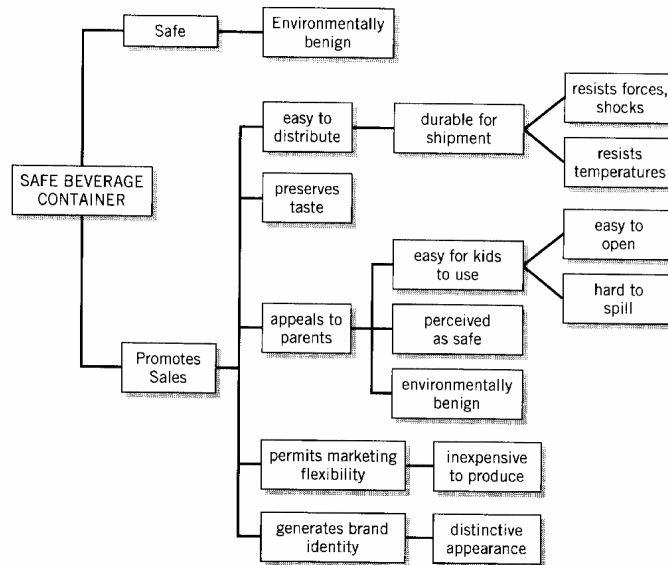 Safe
Environmentally
benign
SAFE BEVERAGE
CONTAINER
Promotes
Sales
easy to
distribute
durable for
shipment
resists forces,
shocks
resists
temperatures
preserves
taste
appeals to
parents
easy for kids
to use
easy to
open
hard to
spill
perceived
as safe
environmentally
benign
permits marketing
flexibility
inexpensive
to produce
generates brand
identity
distinctive
appearance